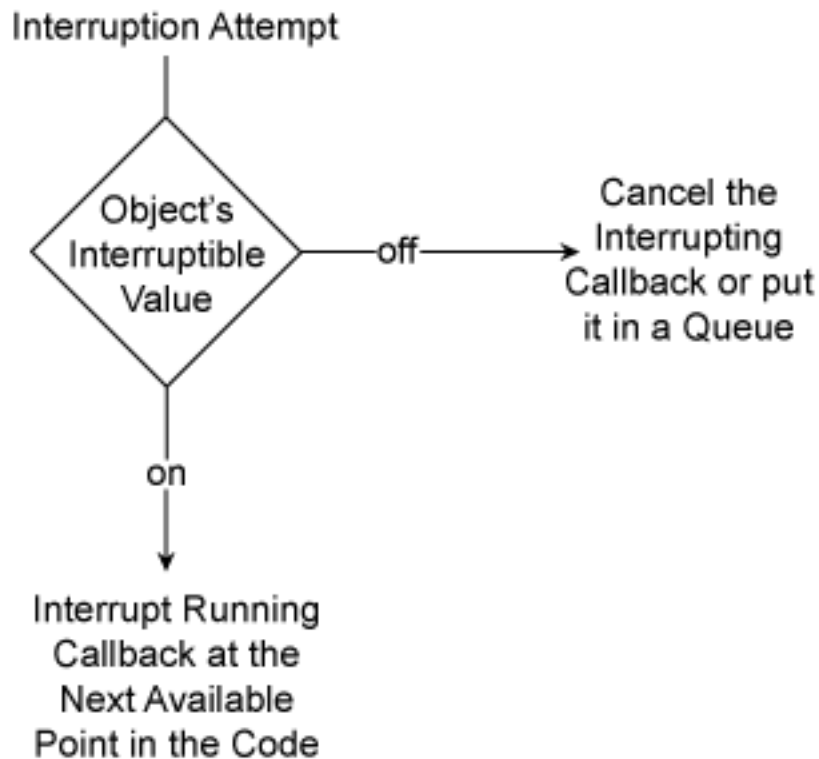 Interruption Attempt
Object's
Interruptible
Value
off
Cancel the
Interrupting
Callback or put
it in a Queue
on
Interrupt Running
Callback at the
Next Available
Point in the Code